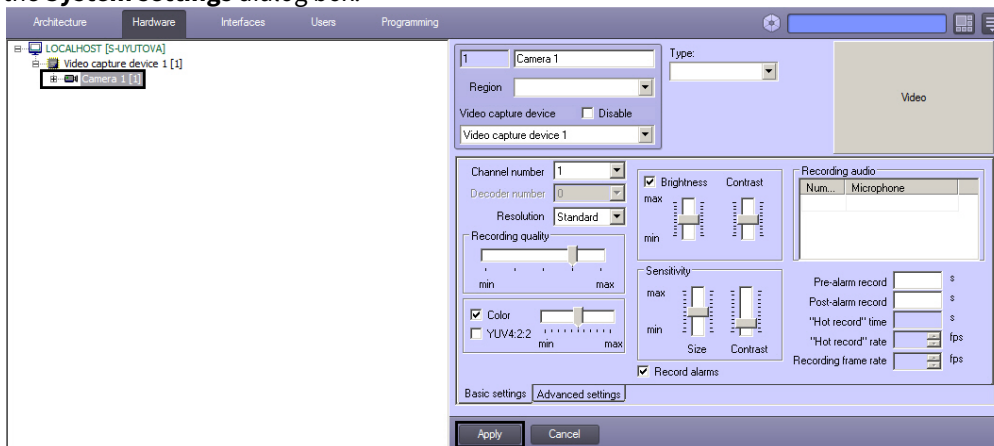 the System settings dialog box.
Architecture Hardware Interfaces Users Programming
LOCALHOST [S-UYUTOVA]
Video capture device 1 [1]
Camera 1 [1]
1 Camera 1
Region
Video capture device Disable
Video capture device 1
Type:
Video
Channel number 1
Decoder number 0
Resolution Standard
Recording quality
min max
Color
YUV4:2:2
min max
Brightness Contrast
max
min
Sensitivity
max
min
Size Contrast
Record alarms
Recording audio
Num... Microphone
Pre-alarm record s
Post-alarm record s
"Hot record" time s
"Hot record" rate fps
Recording frame rate fps
Basic settings Advanced settings
Apply Cancel